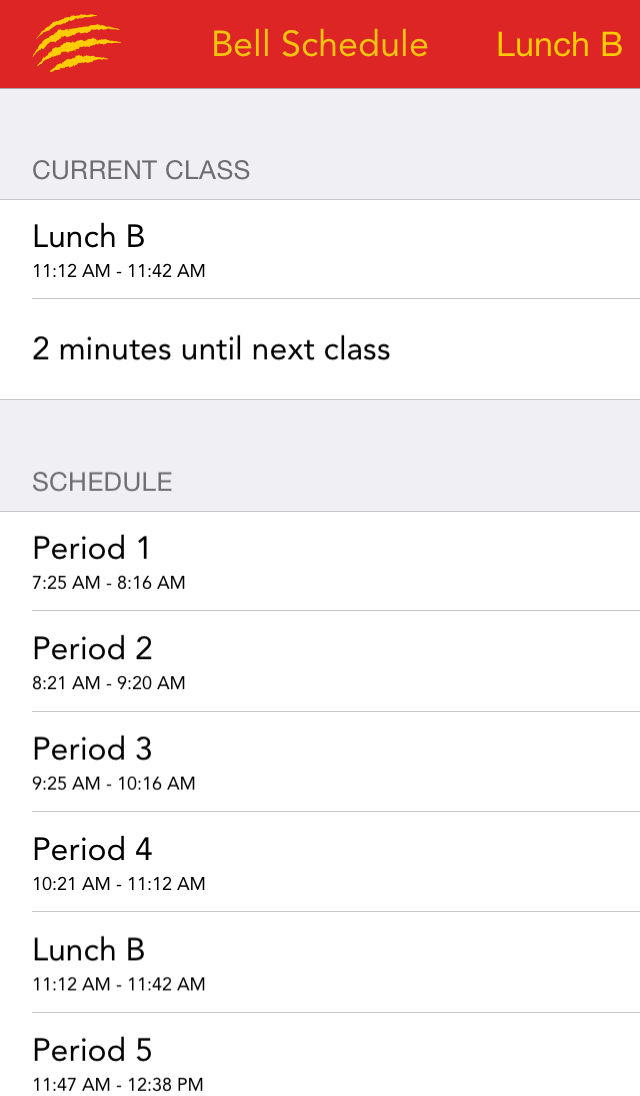 Bell Schedule
Lunch B
CURRENT CLASS
Lunch B
11:12 AM - 11:42 AM
2 minutes until next class
SCHEDULE
Period 1
7:25 AM - 8:16 AM
Period 2
8:21 AM - 9:20 AM
Period 3
9:25 AM - 10:16 AM
Period 4
10:21 AM - 11:12 AM
Lunch B
11:12 AM - 11:42 AM
Period 5
11:47 AM - 12:38 PM